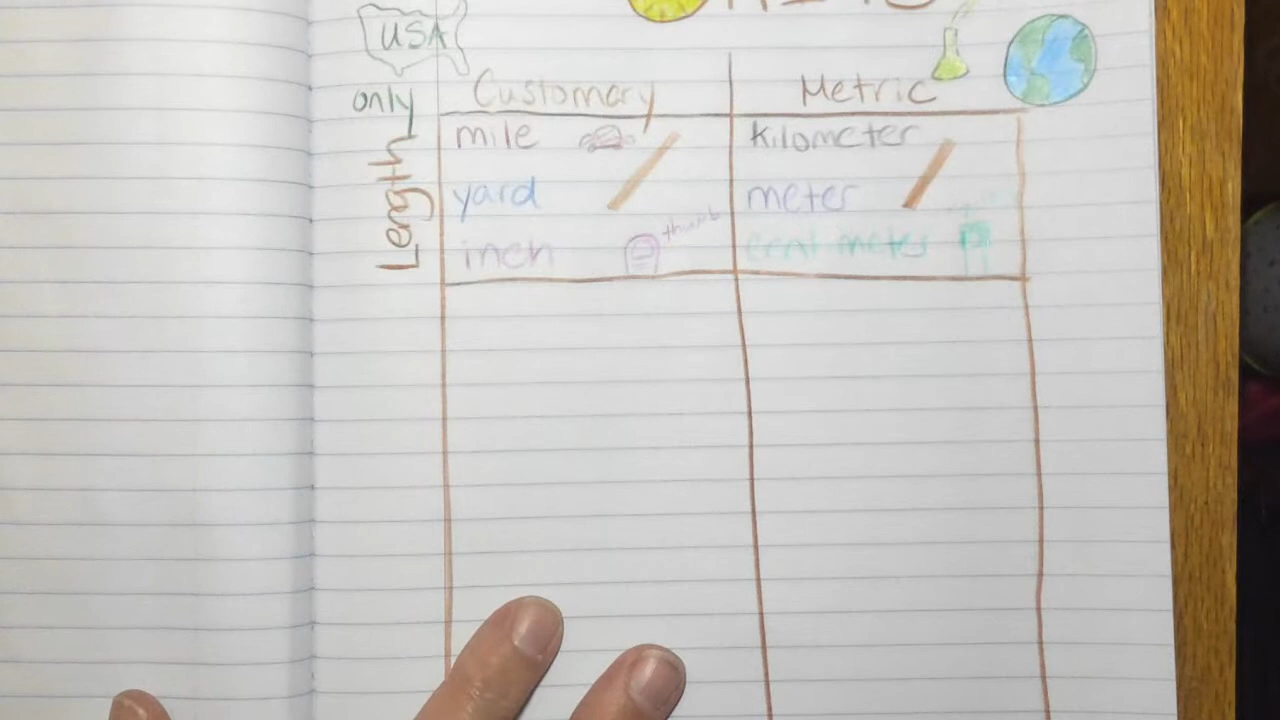 USA
only
Customary
Metric
Length
mile
kilometer
yard
meter
inch
thumb
centimeter